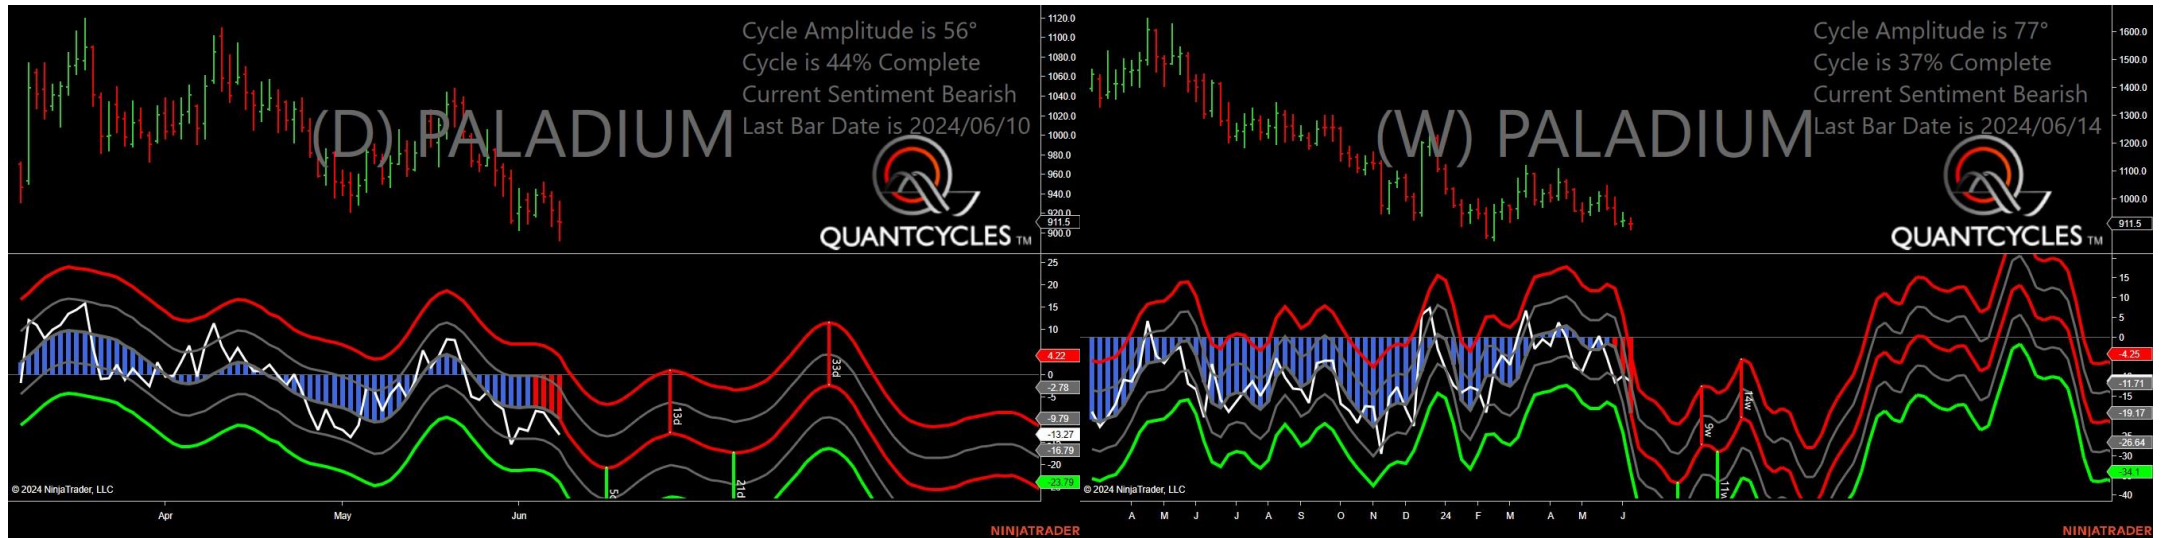 Cycle Amplitude is 56°
Cycle is 44% Complete
Current Sentiment Bearish
Last Bar Date is 2024/06/10
(D) PALADIUM
QUANTCYCLES TM
1120.0
1100.0
1080.0
1060.0
1040.0
1020.0
1000.0
980.0
960.0
940.0
920.0
911.5
900.0
25
20
15
10
4.22
0
-2.78
-5
-9.79
-13.27
-16.79
-20
-23.79
13d
21d
33d
© 2024 NinjaTrader, LLC
Apr May Jun
NINJATRADER
Cycle Amplitude is 77°
Cycle is 37% Complete
Current Sentiment Bearish
Last Bar Date is 2024/06/14
(W) PALADIUM
QUANTCYCLES TM
1600.0
1500.0
1400.0
1300.0
1200.0
1100.0
1000.0
911.5
15
10
5
0
-4.25
-11.71
-15
-19.17
-26.64
-30
-34.1
-40
9w
11w
14w
© 2024 NinjaTrader, LLC
A M J J A S O N D 24 F M A M J
NINJATRADER